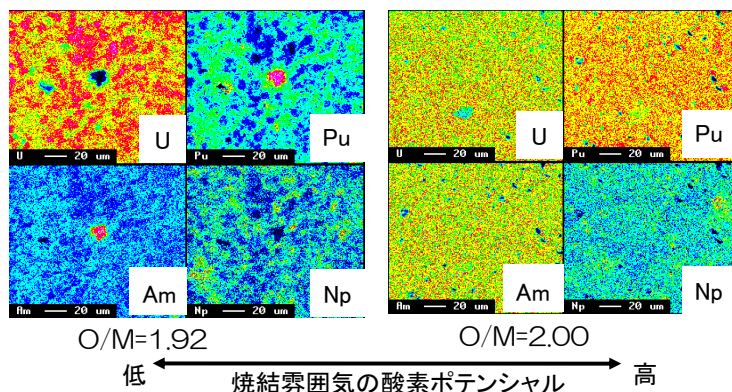 U
Pu
U
Pu
U 20 um
Pu 20 um
U 20 um
Pu 20 um
Am
Np
Am
Np
Am 20 um
Np 20 um
Am 20 um
Np 20 um
O/M=1.92
O/M=2.00
低
高
焼結雰囲気の酸素ポテンシャル